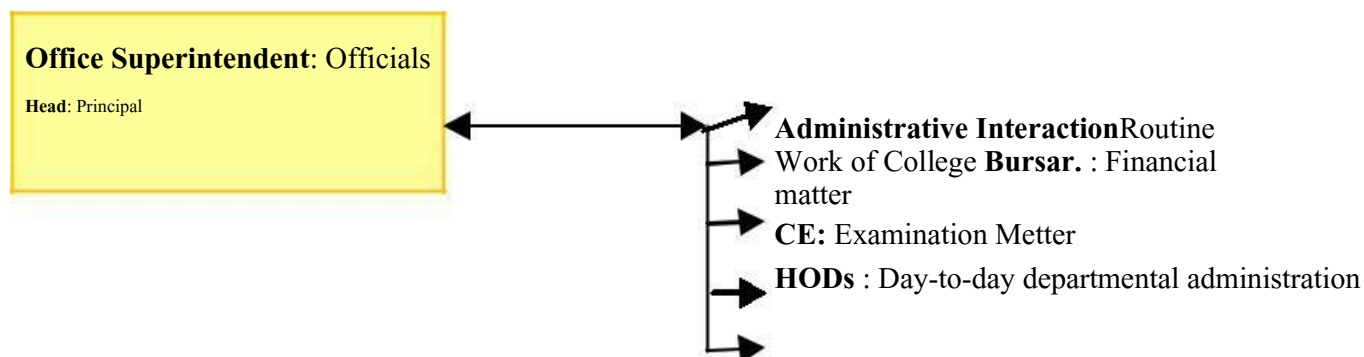 Office Superintendent: Officials
Head: Principal
Administrative InteractionRoutine
Work of College Bursar. : Financial
matter
CE: Examination Metter
HODs : Day-to-day departmental administration